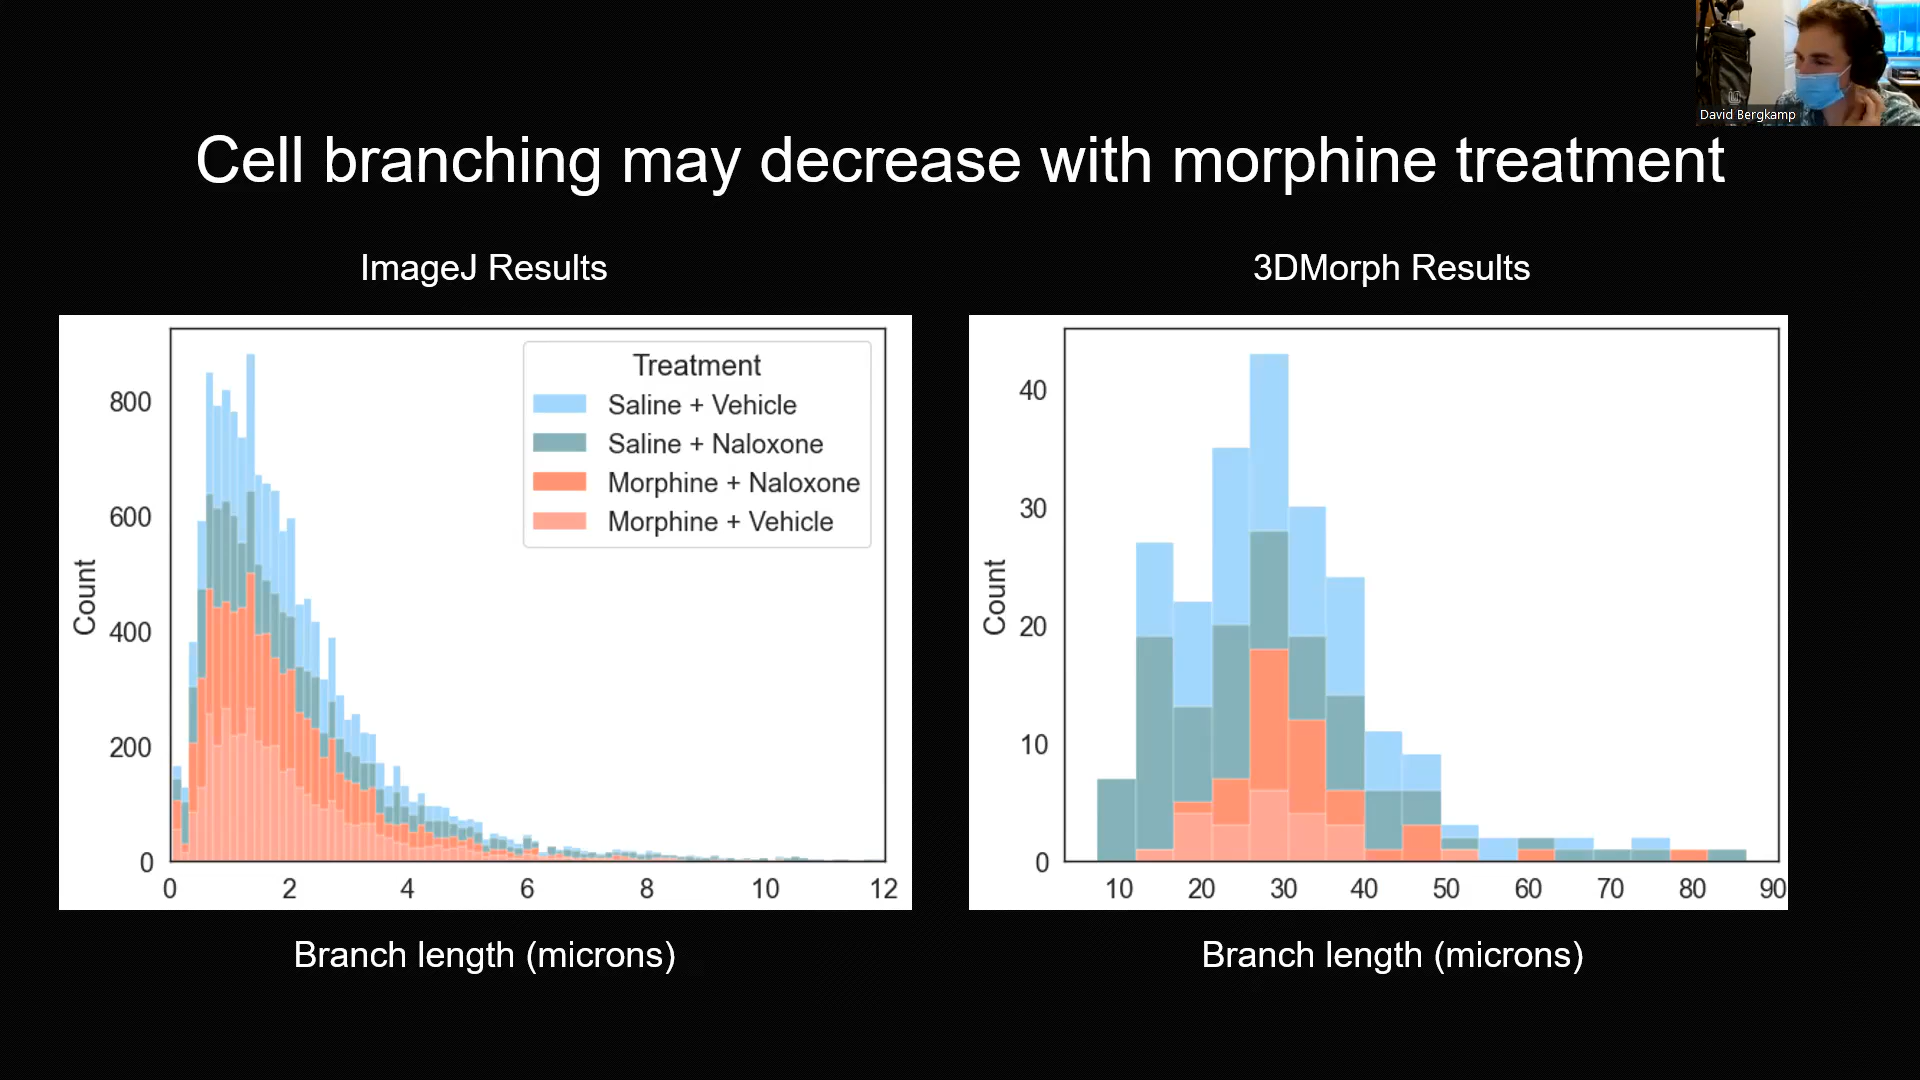 David Bergkamp
Cell branching may decrease with morphine treatment
ImageJ Results
3DMorph Results
Treatment
Saline + Vehicle
Saline + Naloxone
Morphine + Naloxone
Morphine + Vehicle
Count
800
600
400
200
0
0 2 4 6 8 10 12
Branch length (microns)
Count
40
30
20
10
0
10 20 30 40 50 60 70 80 90
Branch length (microns)